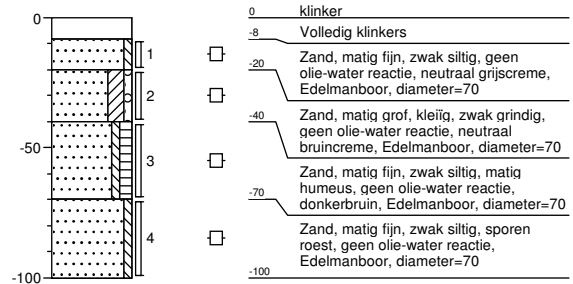 0
-50
-100
1
2
3
4
0 klinker
-8 Volledig klinkers
-20 Zand, matig fijn, zwak siltig, geen
olie-water reactie, neutraal grijscreme,
Edelmanboor, diameter=70
-40 Zand, matig grof, kleiïg, zwak grindig,
geen olie-water reactie, neutraal
bruincreme, Edelmanboor, diameter=70
-70 Zand, matig fijn, zwak siltig, matig
humeus, geen olie-water reactie,
donkerbruin, Edelmanboor, diameter=70
Zand, matig fijn, zwak siltig, sporen
roest, geen olie-water reactie,
Edelmanboor, diameter=70
-100